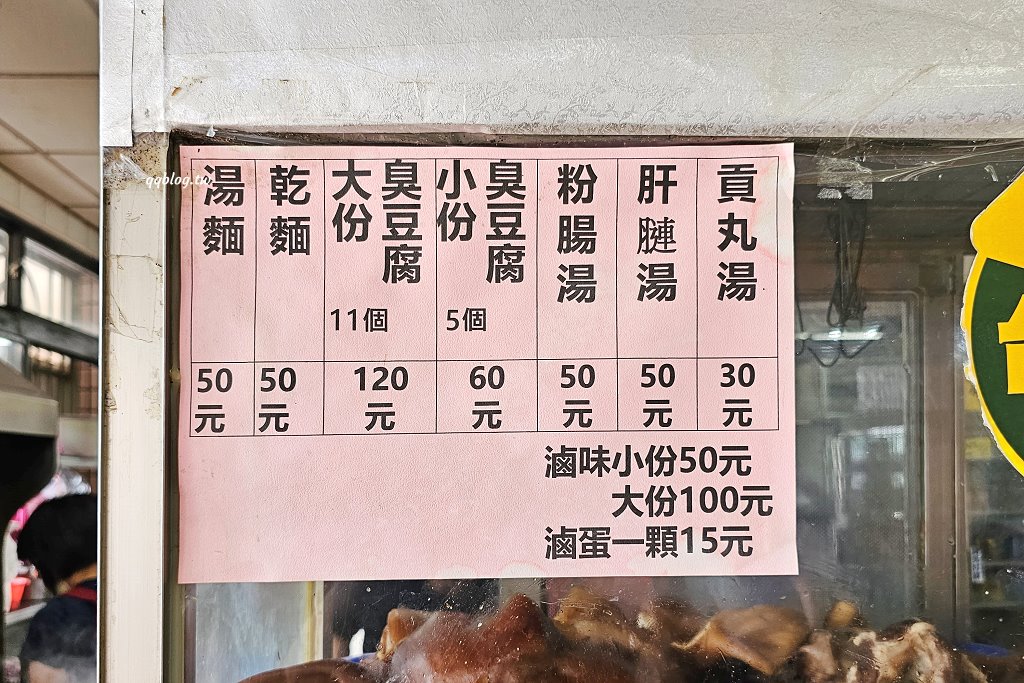 貢丸湯
30元
肝膁湯
50元
粉腸湯
50元
臭豆腐
小份
5個
60元
臭豆腐
大份
11個
120元
乾麵
50元
湯麵
50元
滷味小份50元
大份100元
滷蛋一顆15元
qqblog.tw